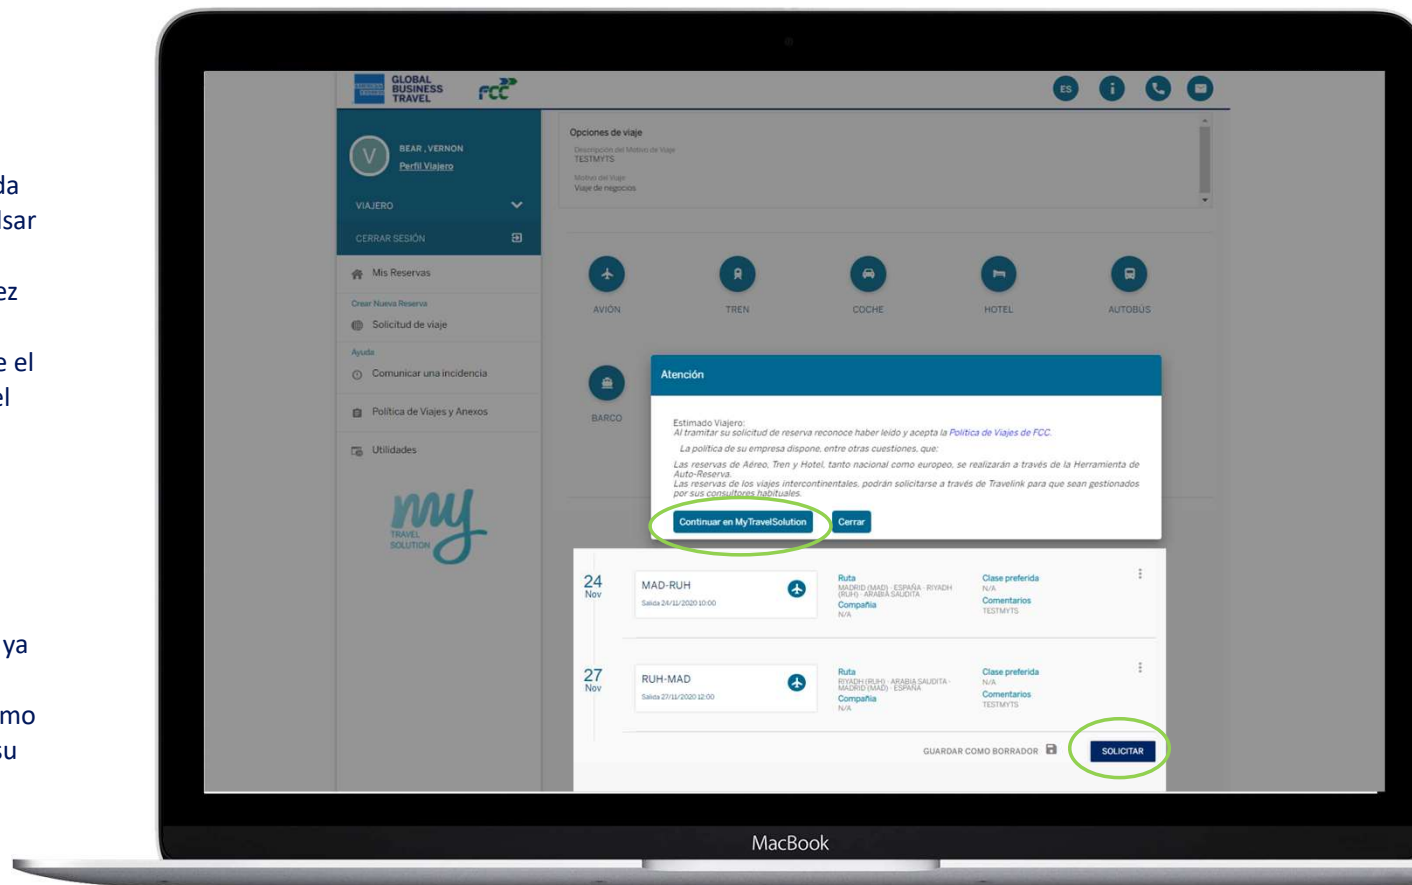 da
lsar
ez
e el
el
ya
mo
su
GLOBAL
BUSINESS
TRAVEL
FCC
ES
V
BEAR , VERNON
Perfil Viajero
VIAJERO
CERRAR SESIÓN
Mis Reservas
Crear Nueva Reserva
Solicitud de viaje
Ayuda
Comunicar una incidencia
Política de Viajes y Anexos
Utilidades
my
TRAVEL
SOLUTION
Opciones de viaje
Descripción del Motivo de Viaje
TESTMYTS
Motivo del Viaje
Viaje de negocios
AVIÓN
TREN
COCHE
HOTEL
AUTOBÚS
BARCO
Atención
Estimado Viajero:
Al tramitar su solicitud de reserva reconoce haber leído y acepta la Política de Viajes de FCC.
La política de su empresa dispone, entre otras cuestiones, que:
Las reservas de Aéreo, Tren y Hotel, tanto nacional como europeo, se realizarán a través de la Herramienta de
Auto-Reserva.
Las reservas de los viajes intercontinentales, podrán solicitarse a través de Travelink para que sean gestionados
por sus consultores habituales.
Continuar en MyTravelSolution
Cerrar
24
Nov
MAD-RUH
Salida 24/11/2020 10:00
Ruta
MADRID (MAD) · ESPAÑA · RIYADH
(RUH) · ARABIA SAUDITA
Compañia
N/A
Clase preferida
N/A
Comentarios
TESTMYTS
27
Nov
RUH-MAD
Salida 27/11/2020 12:00
Ruta
RIYADH (RUH) · ARABIA SAUDITA ·
MADRID (MAD) · ESPAÑA
Compañia
N/A
Clase preferida
N/A
Comentarios
TESTMYTS
GUARDAR COMO BORRADOR
SOLICITAR
MacBook